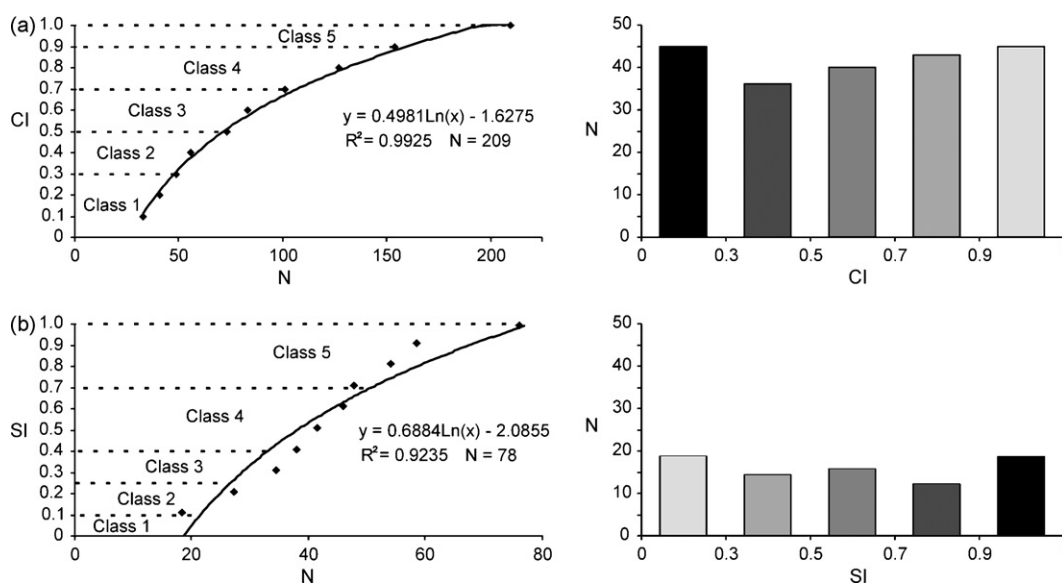 (a)
1.0
0.9
0.8
0.7
0.6
0.5
0.4
0.3
0.2
0.1
0
CI
Class 5
Class 4
Class 3
Class 2
Class 1
y = 0.4981Ln(x) - 1.6275
R² = 0.9925 N = 209
50 100 150 200
N
50
40
30
20
10
0
N
0 0.3 0.5 0.7 0.9
CI
(b)
1.0
0.9
0.8
0.7
0.6
0.5
0.4
0.3
0.2
0.1
0
SI
Class 5
Class 4
Class 3
Class 2
Class 1
y = 0.6884Ln(x) - 2.0855
R² = 0.9235 N = 78
0 20 40 60 80
N
50
40
30
20
10
0
N
0 0.3 0.5 0.7 0.9
SI